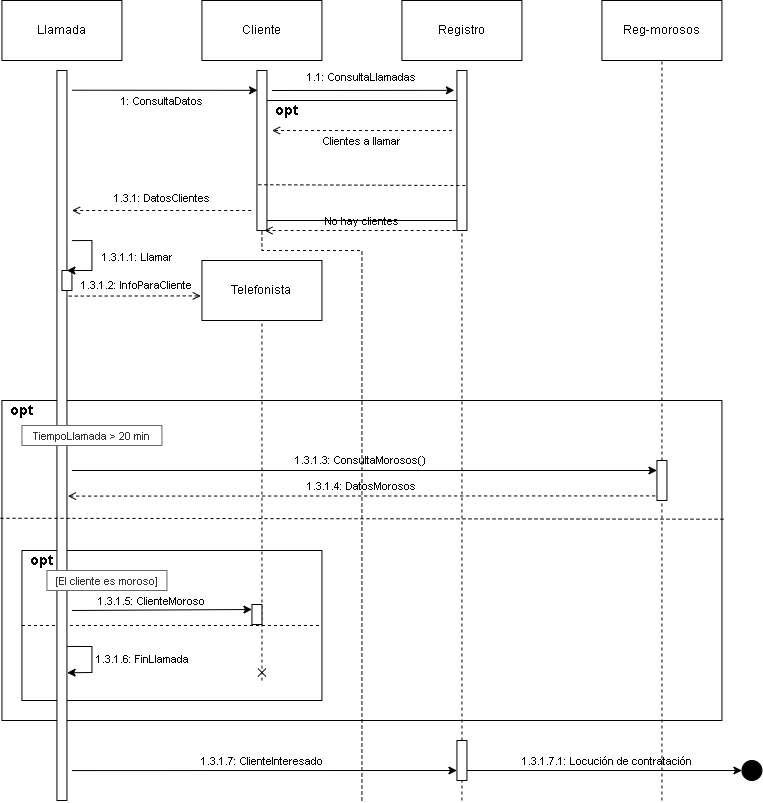 Llamada
Cliente
Registro
Reg-morosos
1.1: ConsultaLlamadas
1: ConsultaDatos
opt
Clientes a llamar
1.3.1: DatosClientes
No hay clientes
1.3.1.1: Llamar
1.3.1.2: InfoParaCliente
Telefonista
opt
TiempoLlamada > 20 min
1.3.1.3: ConsultaMorosos()
1.3.1.4: DatosMorosos
opt
[El cliente es moroso]
1.3.1.5: ClienteMoroso
1.3.1.6: FinLlamada
1.3.1.7: ClienteInteresado
1.3.1.7.1: Locución de contratación